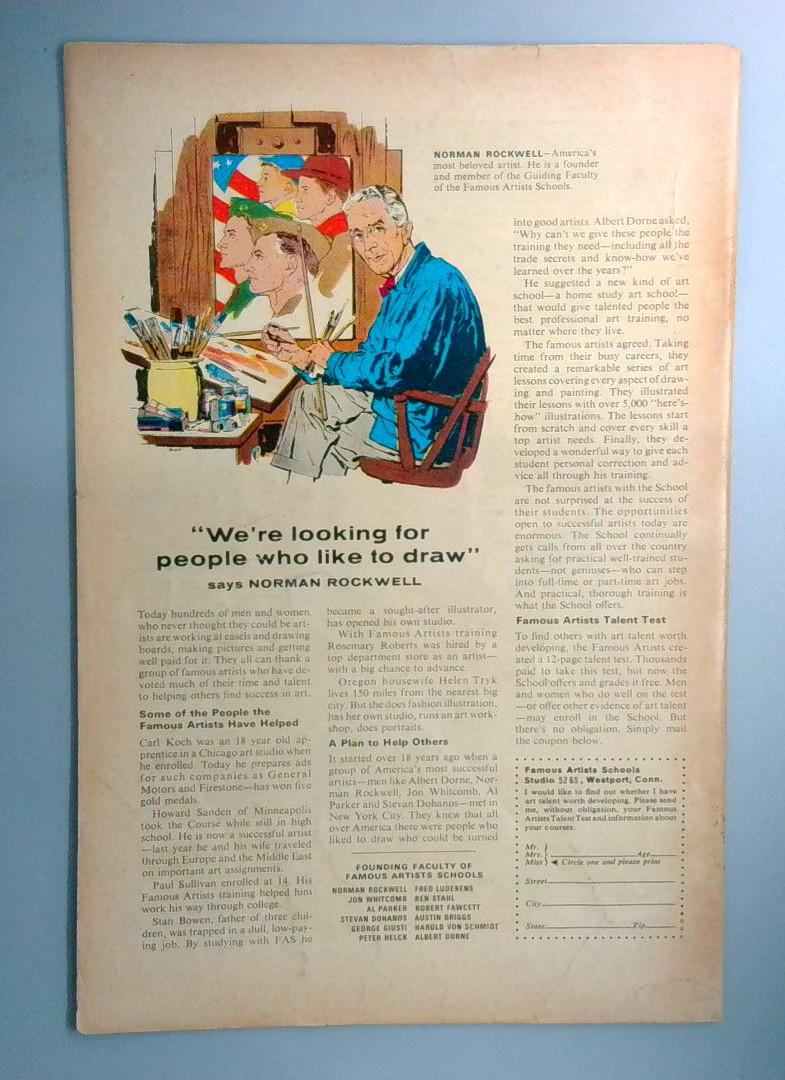 NORMAN ROCKWELL—America's
most beloved artist. He is a founder
and member of the Guiding Faculty
of the Famous Artists Schools.
"We're looking for
people who like to draw"
says NORMAN ROCKWELL
Today hundreds of men and women
who never thought they could be art-
ists are working at easels and drawing
boards, making pictures and getting
well paid for it. They all can thank a
group of famous artists who have de-
voted much of their time and talent
to helping others find success in art.
Some of the People the
Famous Artists Have Helped
Carl Koch was an 18 year old ap-
prentice in a Chicago art studio when
he enrolled. Today he prepares ads
for such companies as General
Motors and Firestone—has won five
gold medals.
Howard Sanden of Minneapolis
took the Course while still in high
school. He is now a successful artist
—last year he and his wife traveled
through Europe and the Middle East
on important art assignments.
Paul Sullivan enrolled at 14. His
Famous Artists training helped him
work his way through college.
Stan Bowen, father of three chil-
dren, was trapped in a dull, low-pay-
ing job. By studying with FAS he
became a sought-after illustrator,
has opened his own studio.
With Famous Artists training
Rosemary Roberts was hired by a
top department store as an artist—
with a big chance to advance.
Oregon housewife Helen Tryk
lives 150 miles from the nearest big
city. But she does fashion illustration,
has her own studio, runs an art work-
shop, does portraits.
A Plan to Help Others
It started over 18 years ago when a
group of America's most successful
artists—men like Albert Dorne, Nor-
man Rockwell, Jon Whitcomb, Al
Parker and Stevan Dohanos—met in
New York City. They knew that all
over America there were people who
liked to draw who could be turned
FOUNDING FACULTY OF
FAMOUS ARTISTS SCHOOLS
NORMAN ROCKWELL FRED LUDEKENS
JON WHITCOMB BEN STAHL
AL PARKER ROBERT FAWCETT
STEVAN DOHANOS AUSTIN BRIGGS
GEORGE GIUSTI HAROLD VON SCHMIDT
PETER HELCK ALBERT DORNE
into good artists. Albert Dorne asked,
"Why can't we give these people the
training they need—including all the
trade secrets and know-how we've
learned over the years?"
He suggested a new kind of art
school—a home study art school—
that would give talented people the
best professional art training, no
matter where they live.
The famous artists agreed. Taking
time from their busy careers, they
created a remarkable series of art
lessons covering every aspect of draw-
ing and painting. They illustrated
their lessons with over 5,000 "here's-
how" illustrations. The lessons start
from scratch and cover every skill a
top artist needs. Finally, they de-
veloped a wonderful way to give each
student personal correction and ad-
vice all through his training.
The famous artists with the School
are not surprised at the success of
their students. The opportunities
open to successful artists today are
enormous. The School continually
gets calls from all over the country
asking for practical well-trained stu-
dents—not geniuses—who can step
into full-time or part-time art jobs.
And practical, thorough training is
what the School offers.
Famous Artists Talent Test
To find others with art talent worth
developing, the Famous Artists cre-
ated a 12-page talent test. Thousands
paid to take this test, but now the
School offers and grades it free. Men
and women who do well on the test
—or offer other evidence of art talent
—may enroll in the School. But
there's no obligation. Simply mail
the coupon below.
Famous Artists Schools
Studio 5265, Westport, Conn.
I would like to find out whether I have
art talent worth developing. Please send
me, without obligation, your Famous
Artists Talent Test and information about
your courses.
Mr.
Mrs. Age
Miss Circle one and please print
Street
City
State Zip